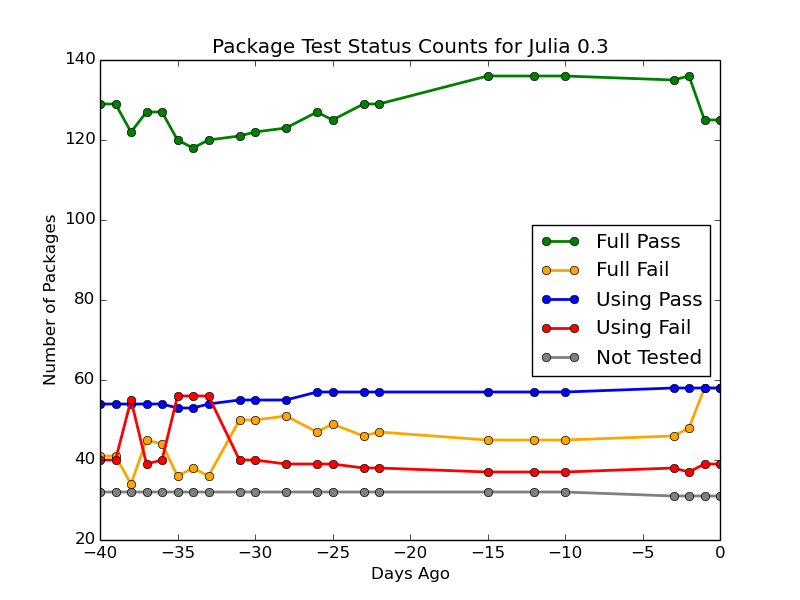 Package Test Status Counts for Julia 0.3
140
120
100
80
60
40
20
Number of Packages
Full Pass
Full Fail
Using Pass
Using Fail
Not Tested
−40 −35 −30 −25 −20 −15 −10 −5 0
Days Ago